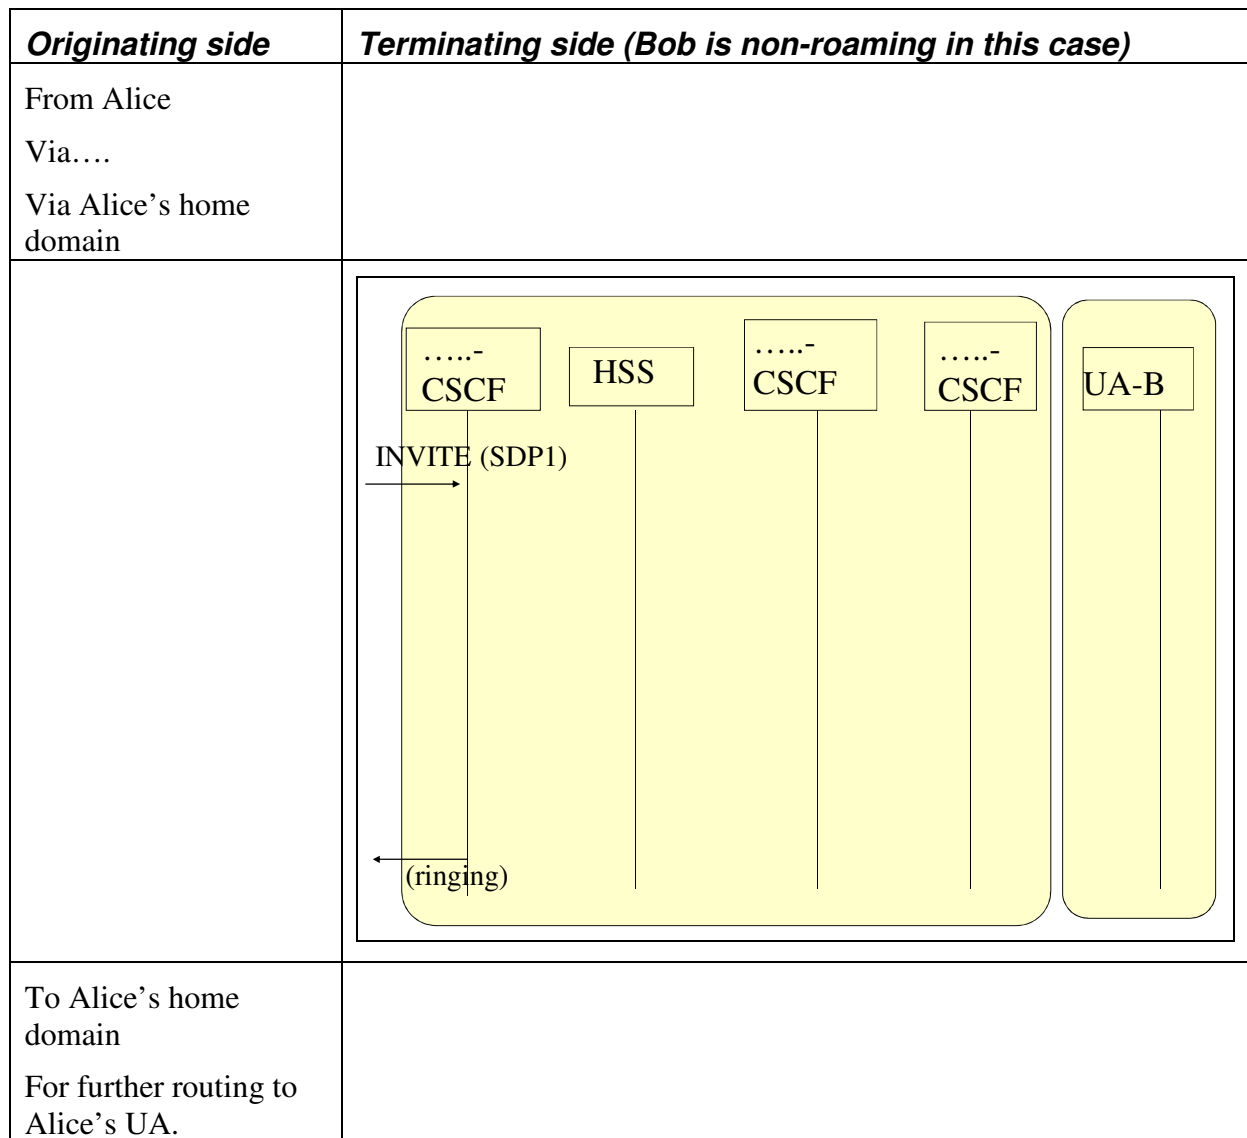 Originating side
Terminating side (Bob is non-roaming in this case)
From Alice
Via….
Via Alice’s home
domain
…..-
CSCF
HSS
…..-
CSCF
…..-
CSCF
UA-B
INVITE (SDP1)
(ringing)
To Alice’s home
domain
For further routing to
Alice’s UA.